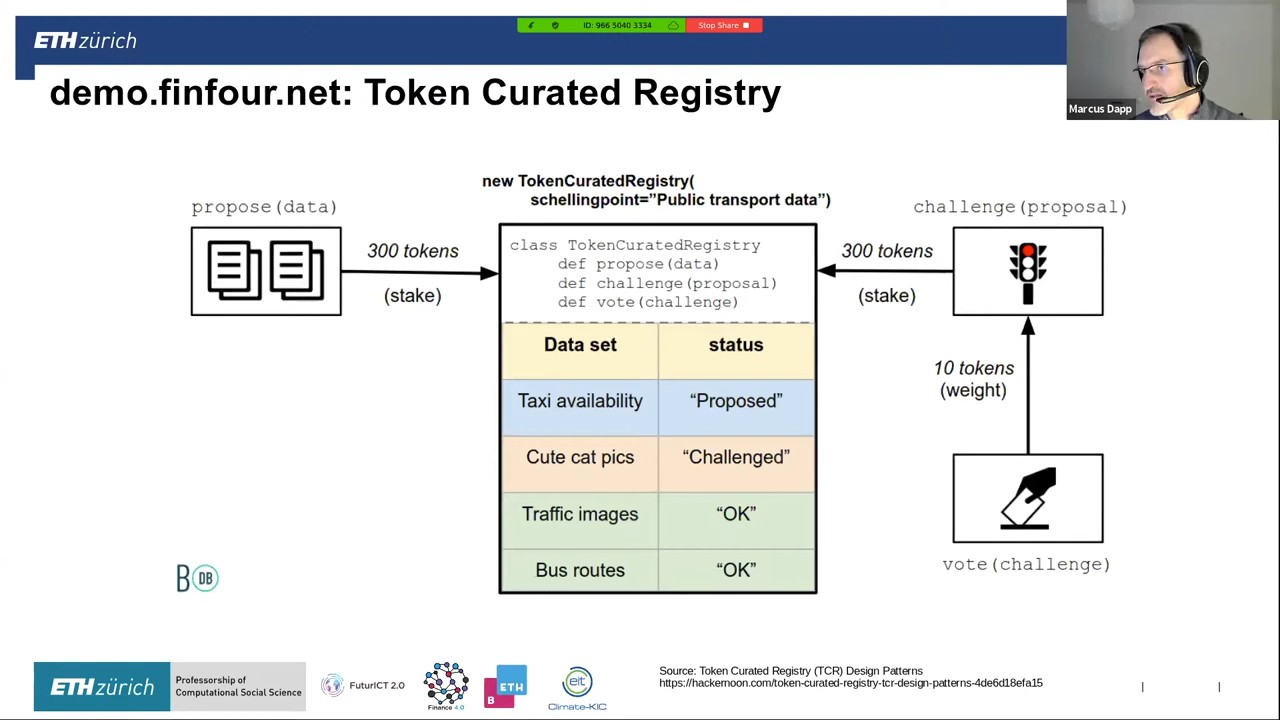 ID: 966 5040 3334
Stop Share
ETH zürich
Marcus Dapp
demo.finfour.net: Token Curated Registry
new TokenCuratedRegistry(
schellingpoint=”Public transport data”)
propose(data)
300 tokens
(stake)
class TokenCuratedRegistry
def propose(data)
def challenge(proposal)
def vote(challenge)
challenge(proposal)
300 tokens
(stake)
Data set status
Taxi availability “Proposed”
Cute cat pics “Challenged”
Traffic images “OK”
Bus routes “OK”
10 tokens
(weight)
vote(challenge)
B DB
ETH zürich
Professorship of
Computational Social Science
FuturICT 2.0
Finance 4.0
B ETH
eit
Climate-KIC
Source: Token Curated Registry (TCR) Design Patterns
https://hackernoon.com/token-curated-registry-tcr-design-patterns-4de6d18efa15
| |